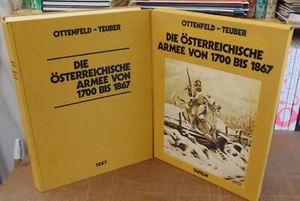 OTTENFELD - TEUBER
DIE
ÖSTERREICHISCHE
ARMEE VON
1700 BIS 1867
TEXT
OTTENFELD - TEUBER
DIE ÖSTERREICHISCHE
ARMEE VON
1700 BIS 1867
TAFELN